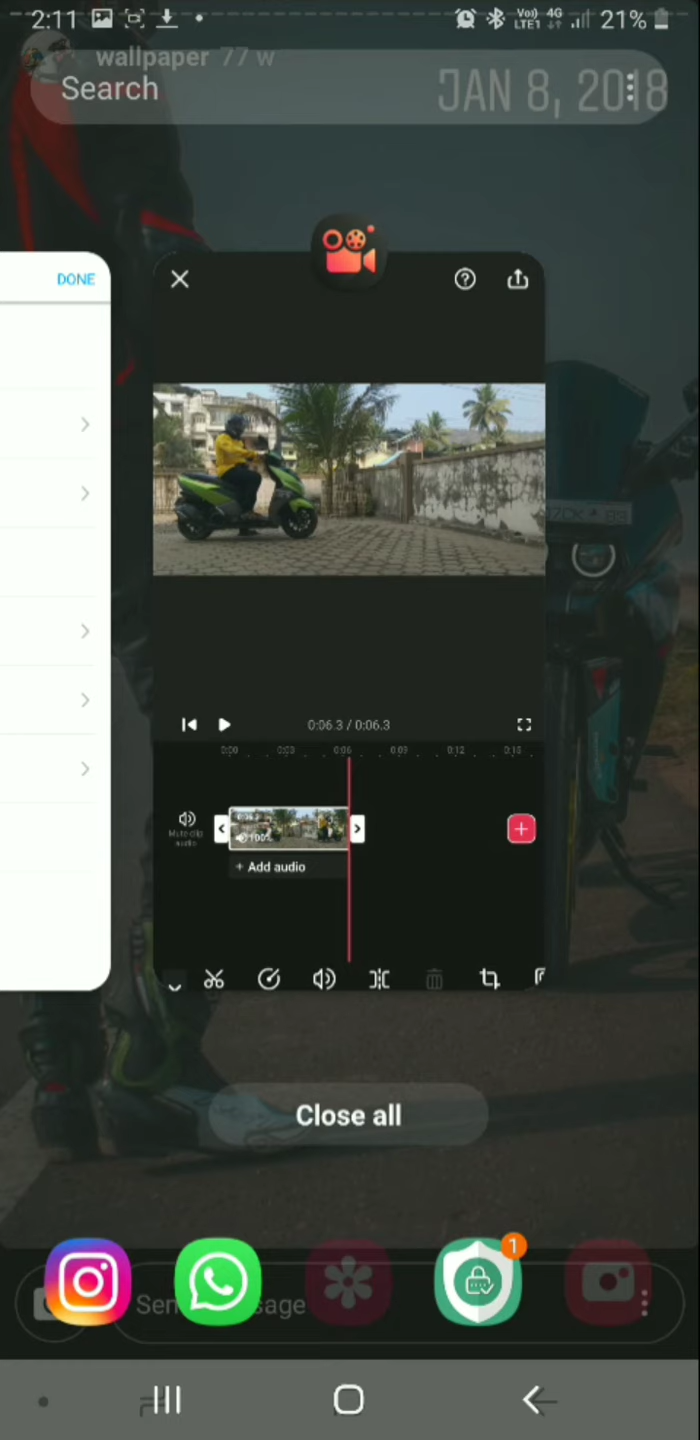 2:11
Vo)) LTE1 4G 21%
wallpaper 77 w
Search
JAN 8, 2018
DONE
0:06.3 / 0:06.3
0:00 0:03 0:06 0:09 0:12 0:15
Mute clip audio
100%
+ Add audio
Close all
1